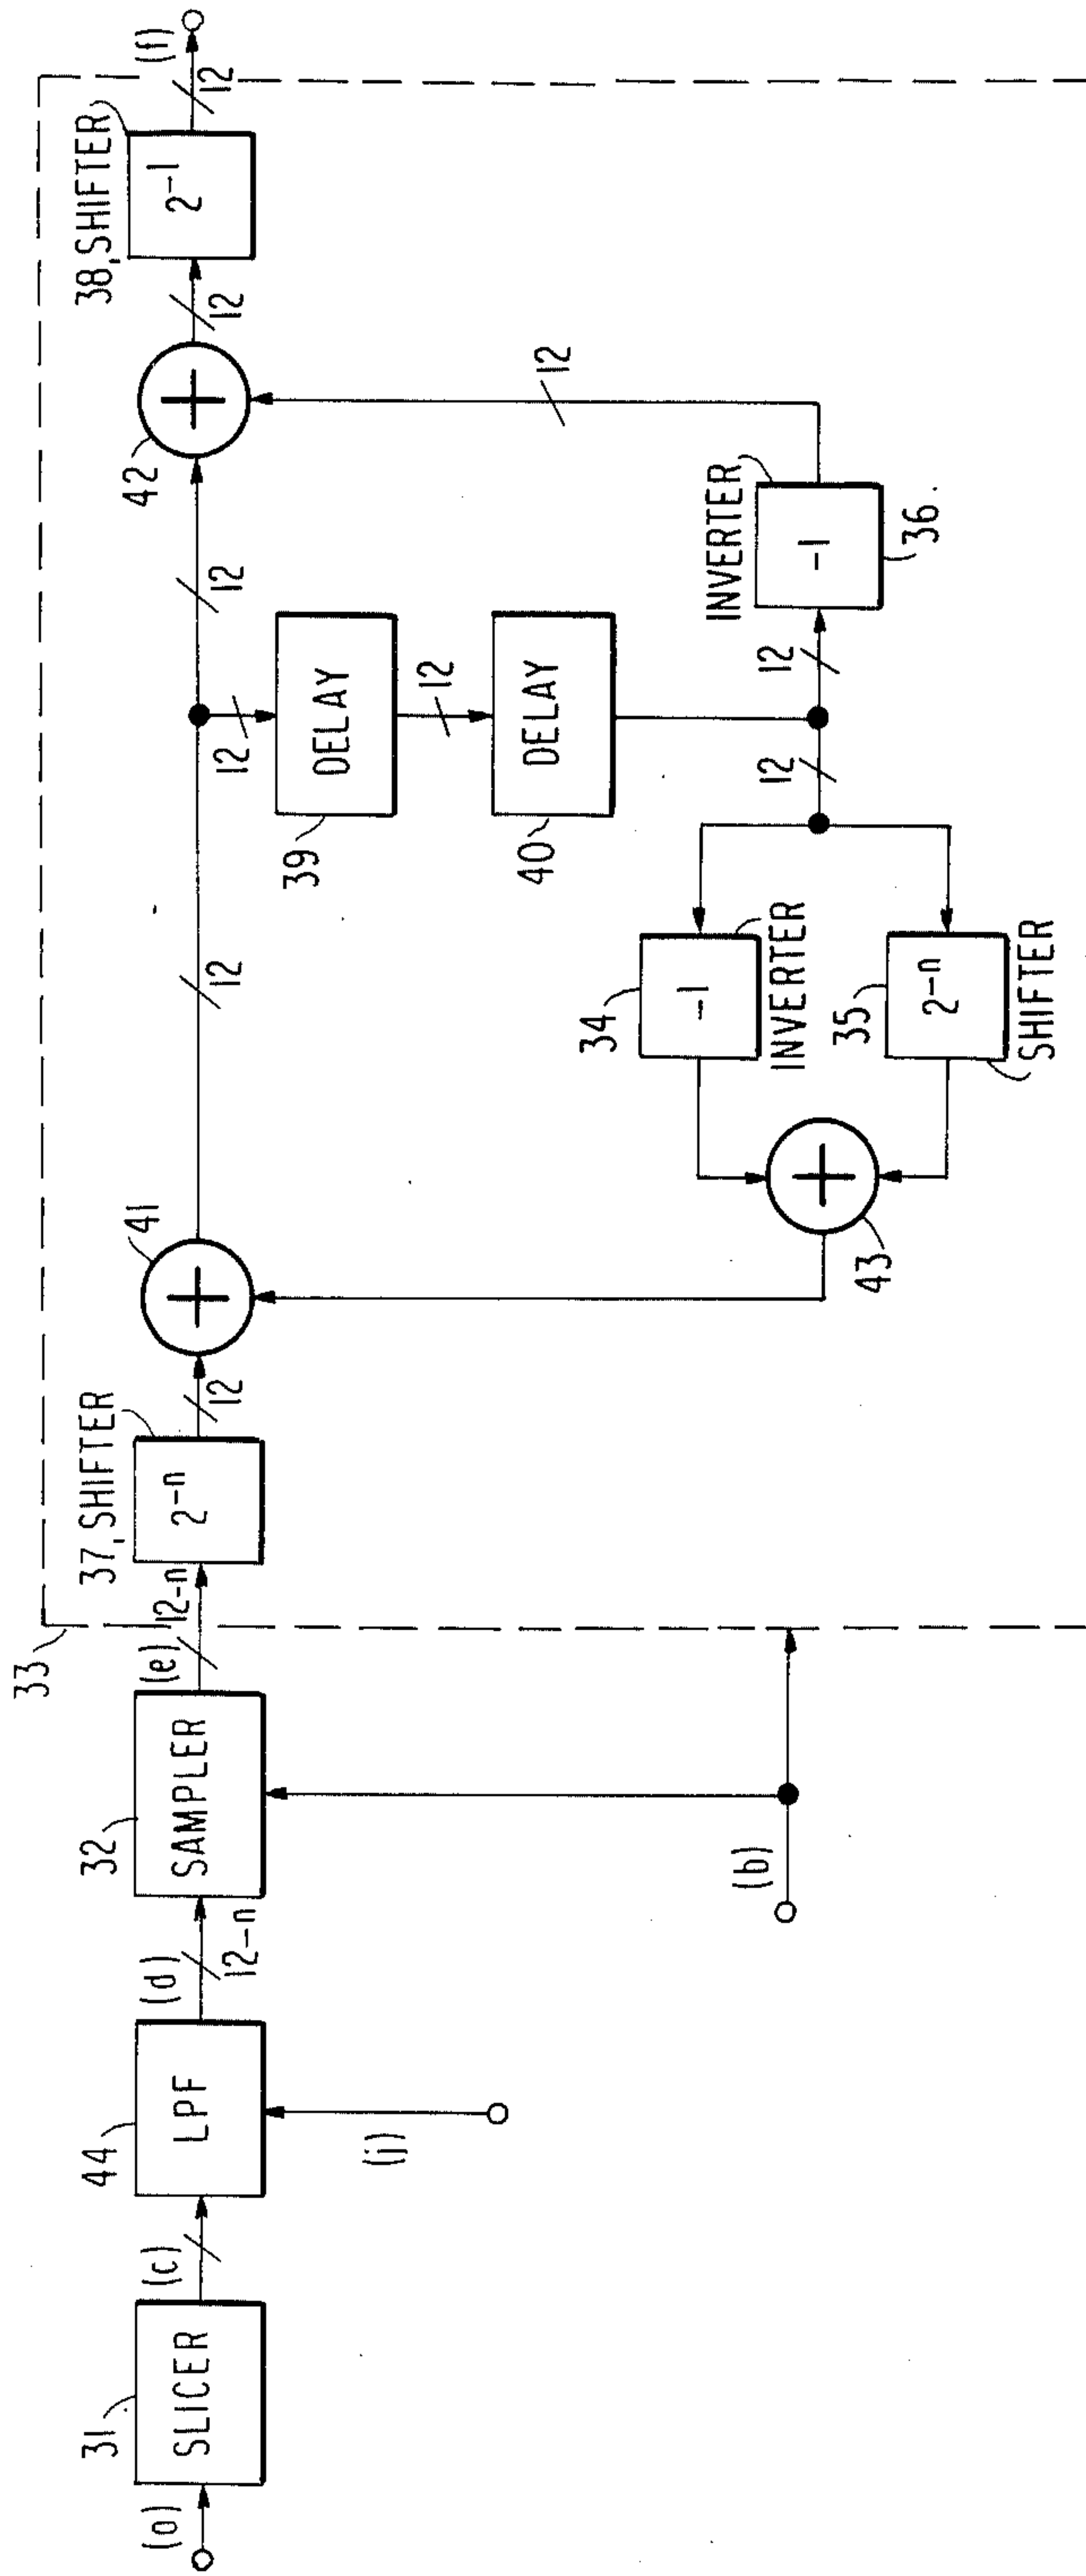 (a)
31
SLICER
(c)
44
LPF
(j)
(d)
12-n
32
SAMPLER
(b)
(e)
12-n
33
37, SHIFTER
2-n
12
41
12
12
42
12
38, SHIFTER
2-1
12
(f)
12
39
DELAY
12
40
DELAY
12
12
INVERTER
-1
36
12
34
-1
INVERTER
35
2-n
SHIFTER
43